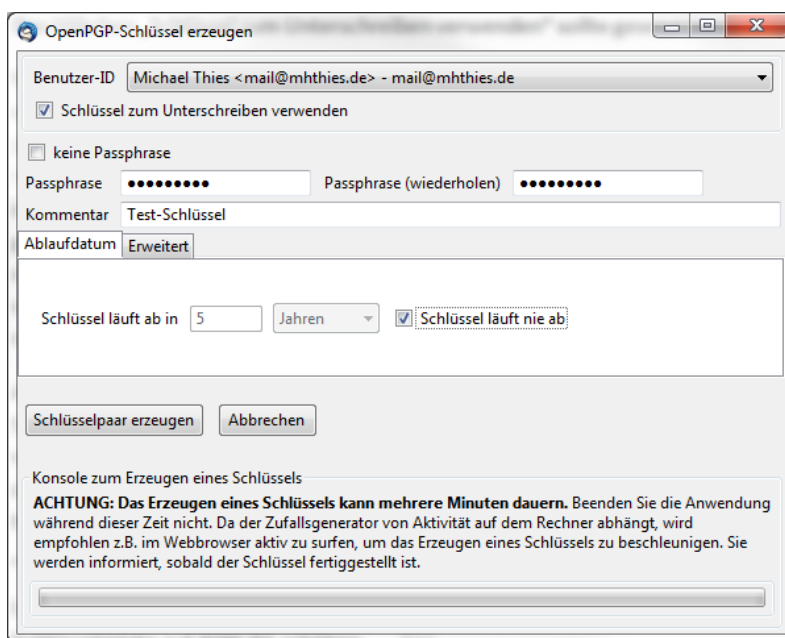 OpenPGP-Schlüssel erzeugen
Benutzer-ID Michael Thies <mail@mhthies.de> - mail@mhthies.de
Schlüssel zum Unterschreiben verwenden
keine Passphrase
Passphrase ●●●●●●●●● Passphrase (wiederholen) ●●●●●●●●●
Kommentar Test-Schlüssel
Ablaufdatum Erweitert
Schlüssel läuft ab in 5 Jahren Schlüssel läuft nie ab
Schlüsselpaar erzeugen Abbrechen
Konsole zum Erzeugen eines Schlüssels
ACHTUNG: Das Erzeugen eines Schlüssels kann mehrere Minuten dauern. Beenden Sie die Anwendung
während dieser Zeit nicht. Da der Zufallsgenerator von Aktivität auf dem Rechner abhängt, wird
empfohlen z.B. im Webbrowser aktiv zu surfen, um das Erzeugen eines Schlüssels zu beschleunigen. Sie
werden informiert, sobald der Schlüssel fertiggestellt ist.